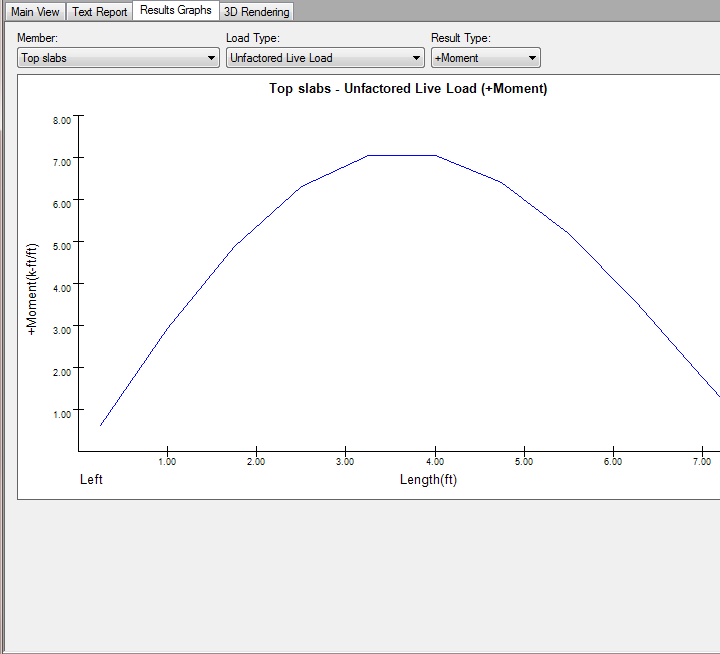 Main View Text Report Results Graphs 3D Rendering
Member: Load Type: Result Type:
Top slabs Unfactored Live Load +Moment
Top slabs - Unfactored Live Load (+Moment)
8.00
7.00
6.00
5.00
4.00
3.00
2.00
1.00
+Moment(k-ft/ft)
1.00 2.00 3.00 4.00 5.00 6.00 7.00
Left Length(ft)